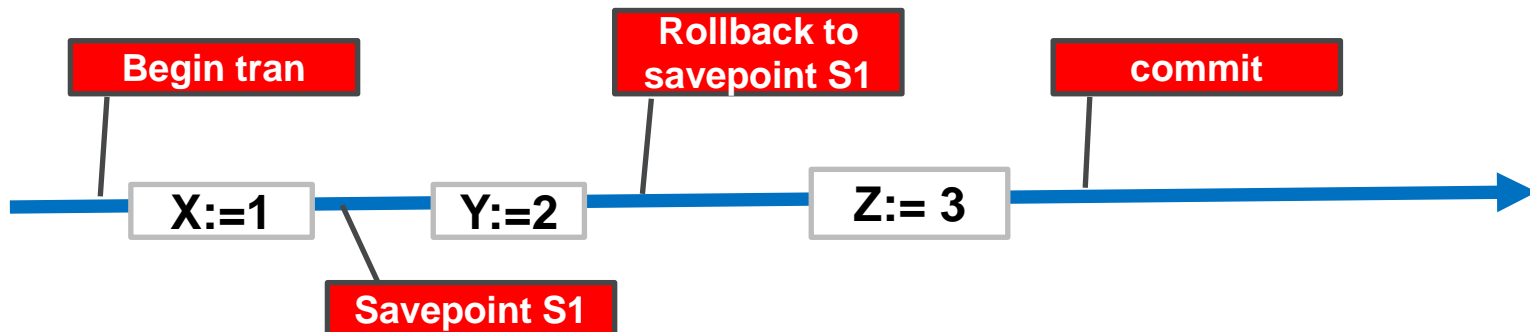 Begin tran
Rollback to
savepoint S1
commit
X:=1
Y:=2
Z:= 3
Savepoint S1